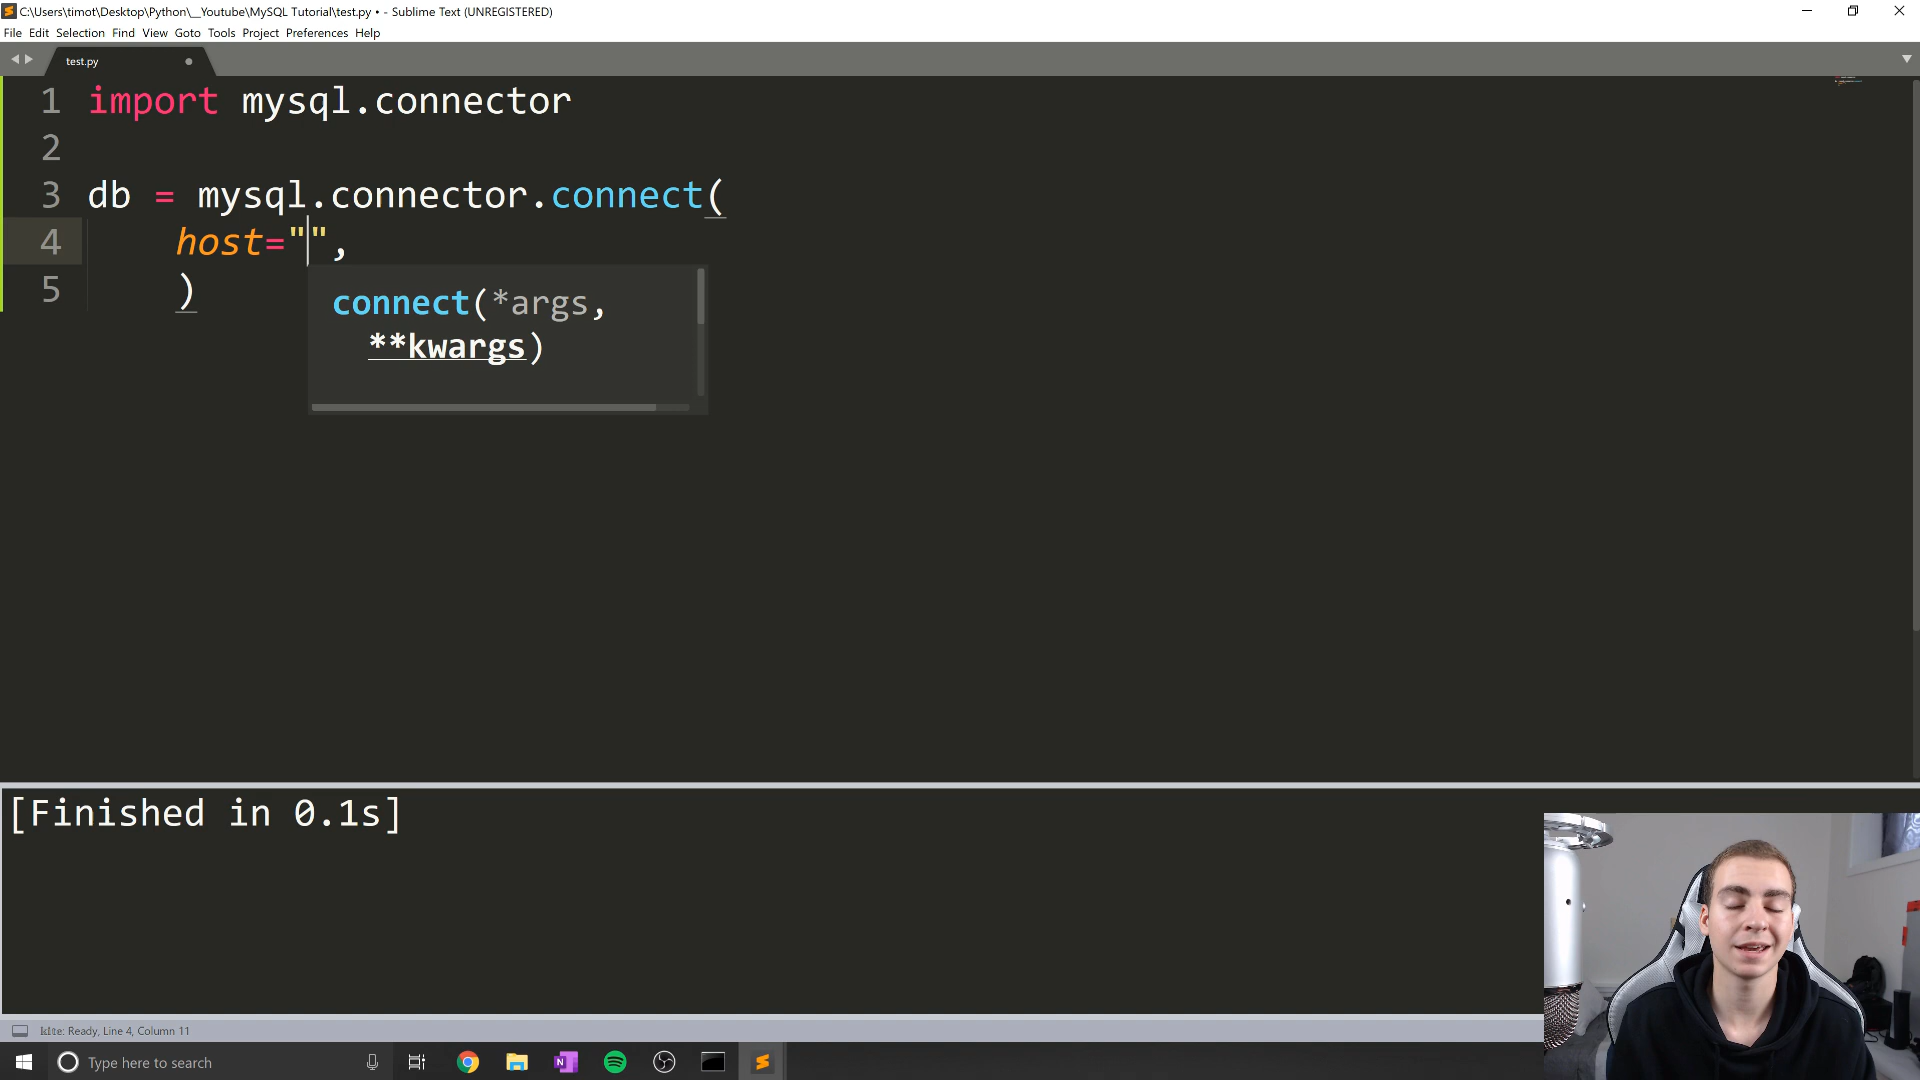 C:\Users\timot\Desktop\Python\__Youtube\MySQL Tutorial\test.py • - Sublime Text (UNREGISTERED)
File Edit Selection Find View Goto Tools Project Preferences Help
test.py
1 import mysql.connector
2
3 db = mysql.connector.connect(
4 host="",
5 )
connect(*args,
**kwargs)
[Finished in 0.1s]
kite: Ready, Line 4, Column 11
Type here to search